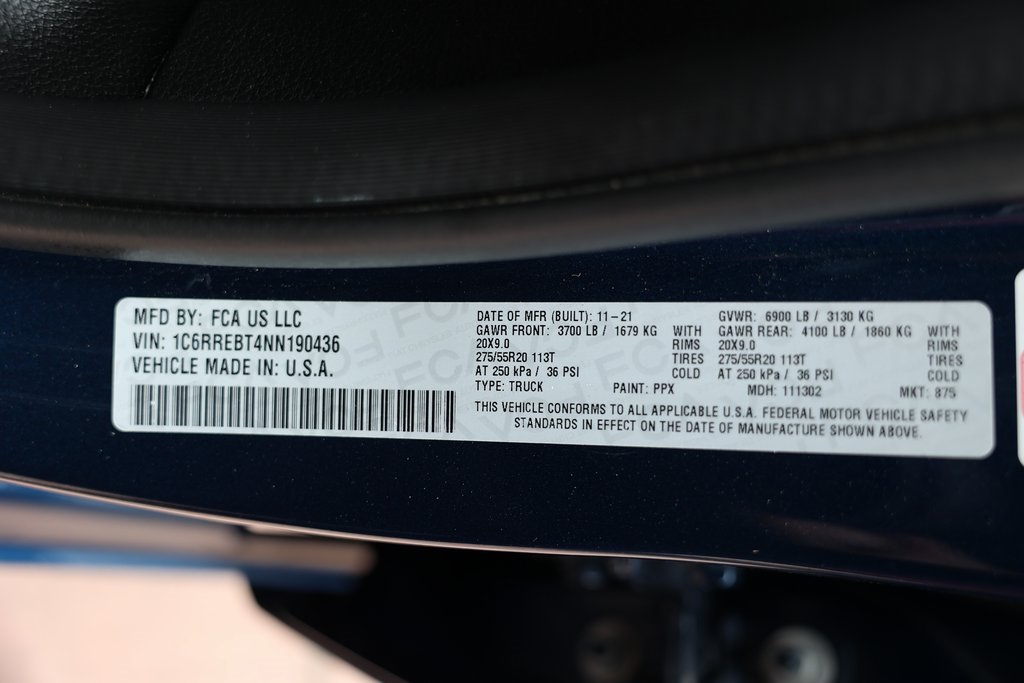 MFD BY: FCA US LLC
VIN: 1C6RREBT4NN190436
VEHICLE MADE IN: U.S.A.
DATE OF MFR (BUILT): 11-21 GVWR: 6900 LB / 3130 KG
GAWR FRONT: 3700 LB / 1679 KG WITH GAWR REAR: 4100 LB / 1860 KG WITH
20X9.0 RIMS 20X9.0 RIMS
275/55R20 113T TIRES 275/55R20 113T TIRES
AT 250 kPa / 36 PSI COLD AT 250 kPa / 36 PSI COLD
TYPE: TRUCK PAINT: PPX MDH: 111302 MKT: 875
THIS VEHICLE CONFORMS TO ALL APPLICABLE U.S.A. FEDERAL MOTOR VEHICLE SAFETY
STANDARDS IN EFFECT ON THE DATE OF MANUFACTURE SHOWN ABOVE.